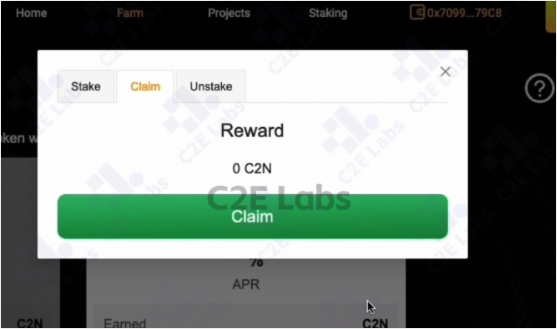 Home Farm Projects Staking 0x7099...79C8
Stake Claim Unstake ×
?
ken w
Reward
0 C2N
C2E Labs
Claim
%
APR
C2N Earned C2N